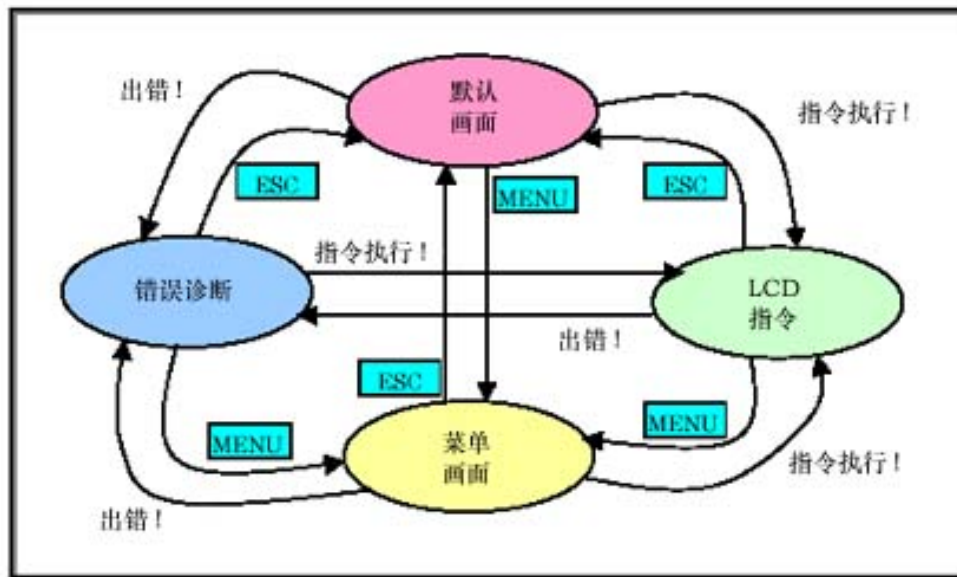 默认
画面
出错！
指令执行！
ESC
MENU
ESC
指令执行！
错误诊断
LCD
指令
出错！
ESC
MENU
MENU
菜单
画面
指令执行！
出错！